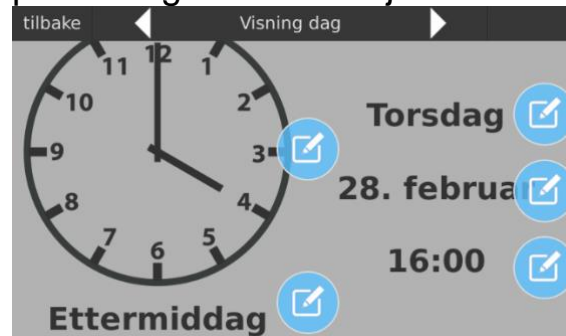 tilbake Visning dag
11 12 1
10 2
9 3
8 4
7 6 5
Torsdag
28. februar
16:00
Ettermiddag